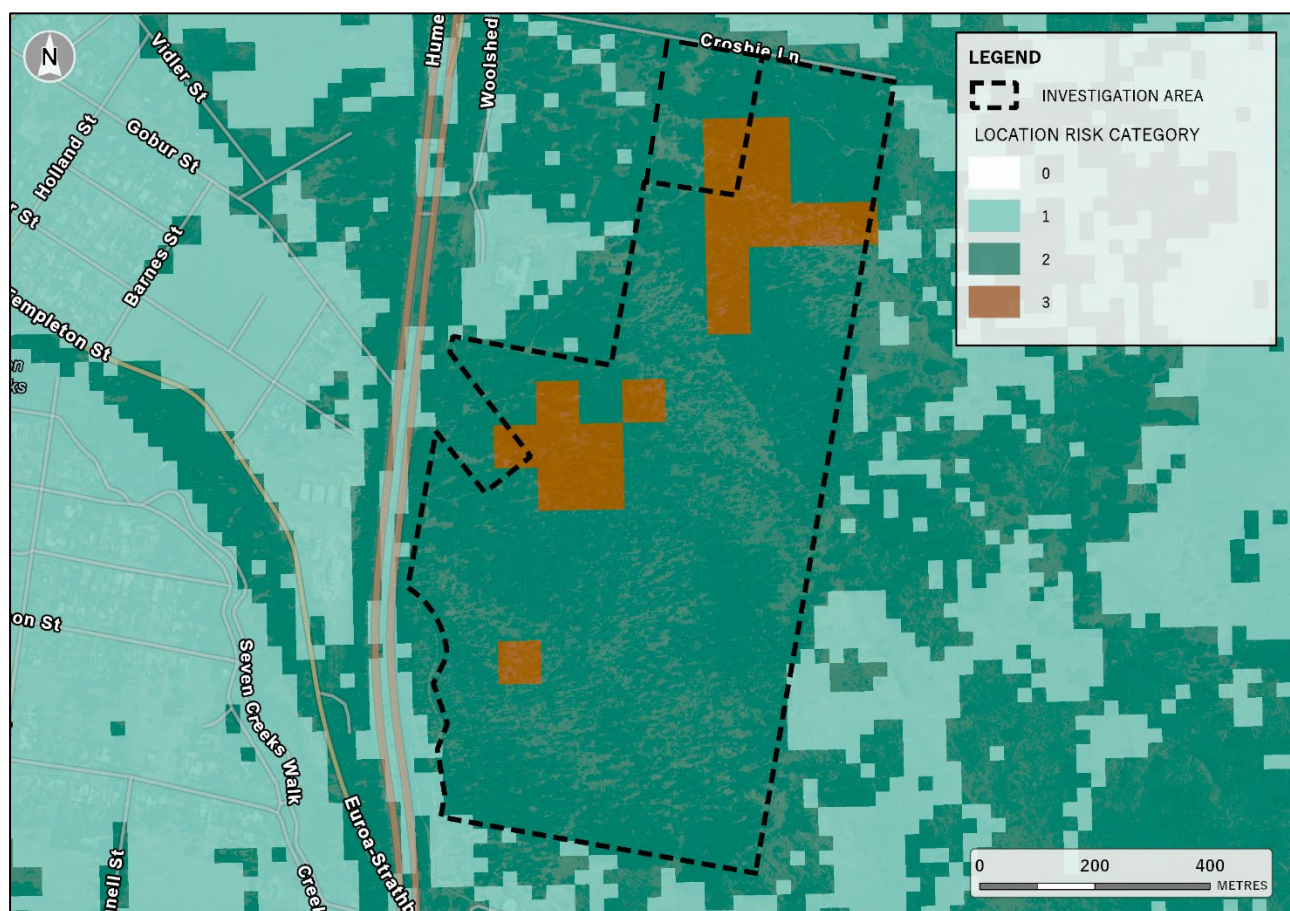 N
Vidler St
Gobur St
Holland St
r St
Barnes St
Templeton St
Hume
Woolshed
Crosbie Ln
on St
Seven Creeks Walk
Creek
Euroa-Strathb
nell St
LEGEND
INVESTIGATION AREA
LOCATION RISK CATEGORY
0
1
2
3
0 200 400
METRES